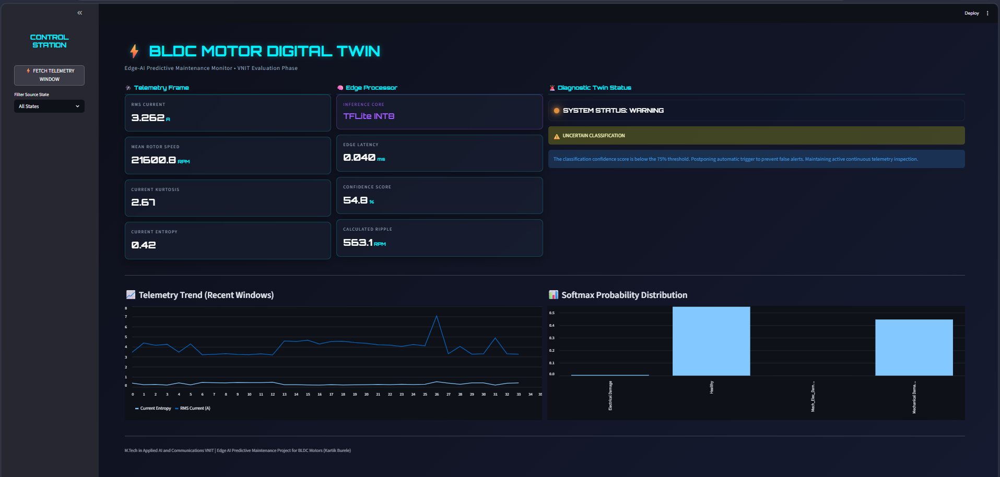 Deploy
CONTROL
STATION
FETCH TELEMETRY
WINDOW
Filter Source State
All States
BLDC MOTOR DIGITAL TWIN
Edge-AI Predictive Maintenance Monitor • VNIT Evaluation Phase
Telemetry Frame
RMS CURRENT
3.262 A
MEAN ROTOR SPEED
21600.8 RPM
CURRENT KURTOSIS
2.67
CURRENT ENTROPY
0.42
Edge Processor
INFERENCE CORE
TFLite INT8
EDGE LATENCY
0.040 ms
CONFIDENCE SCORE
54.8 %
CALCULATED RIPPLE
563.1 RPM
Diagnostic Twin Status
SYSTEM STATUS: WARNING
UNCERTAIN CLASSIFICATION
The classification confidence score is below the 75% threshold. Postponing automatic trigger to prevent false alerts. Maintaining active continuous telemetry inspection.
Telemetry Trend (Recent Windows)
8
7
6
5
4
3
2
1
0
0 1 2 3 4 5 6 7 8 9 10 11 12 13 14 15 16 17 18 19 20 21 22 23 24 25 26 27 28 29 30 31 32 33 34 35
Current Entropy RMS Current (A)
Softmax Probability Distribution
0.5
0.4
0.3
0.2
0.1
0.0
Electrical Damage
Healthy
Mech_Elec_Dam...
Mechanical Dama...
M.Tech in Applied AI and Communications VNIT | Edge AI Predictive Maintenance Project for BLDC Motors (Kartik Burele)